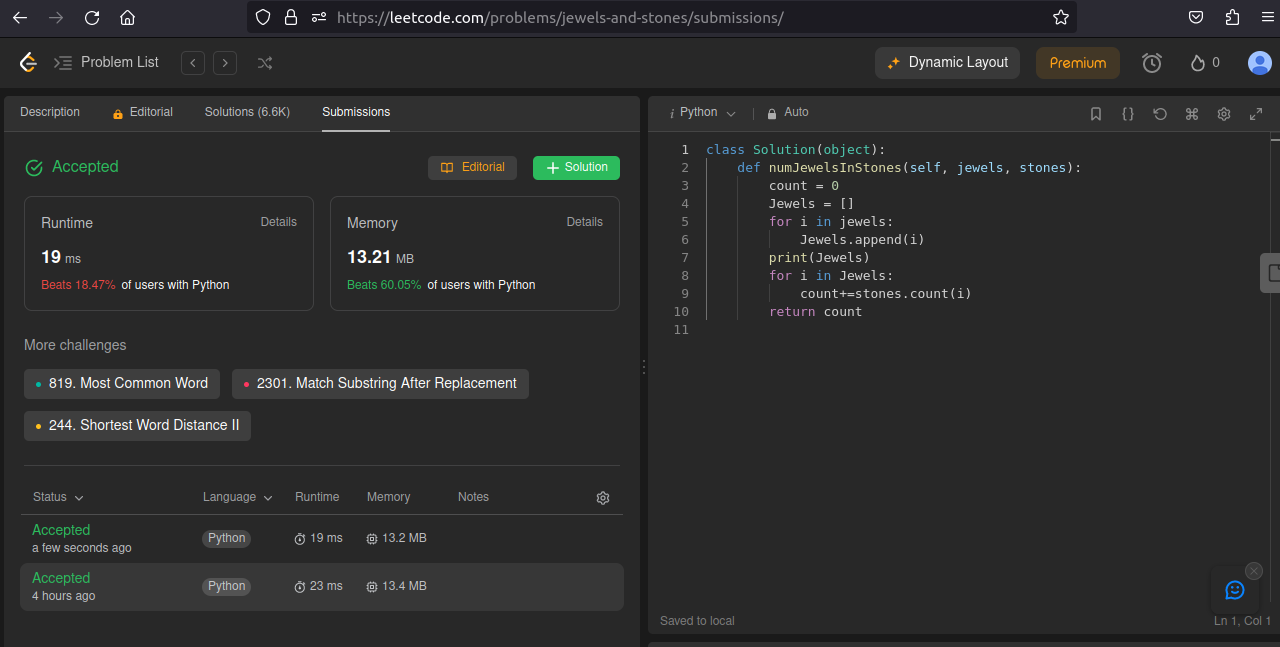 https://leetcode.com/problems/jewels-and-stones/submissions/
Problem List
Dynamic Layout
Premium
0
Description
Editorial
Solutions (6.6K)
Submissions
Accepted
Editorial
Solution
Runtime
Details
19 ms
Beats 18.47% of users with Python
Memory
Details
13.21 MB
Beats 60.05% of users with Python
More challenges
819. Most Common Word
2301. Match Substring After Replacement
244. Shortest Word Distance II
Status Language Runtime Memory Notes
Accepted
a few seconds ago
Python 19 ms 13.2 MB
Accepted
4 hours ago
Python 23 ms 13.4 MB
i Python
Auto
1 class Solution(object):
2 def numJewelsInStones(self, jewels, stones):
3 count = 0
4 Jewels = []
5 for i in jewels:
6 Jewels.append(i)
7 print(Jewels)
8 for i in Jewels:
9 count+=stones.count(i)
10 return count
11
Saved to local
Ln 1, Col 1